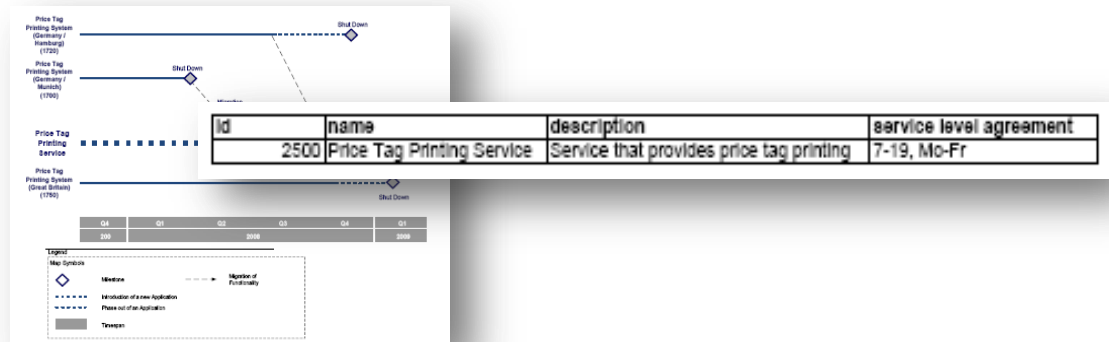 Price Tag
Printing System
(Germany /
Hamburg)
(1720)
Shut Down
Price Tag
Printing System
(Germany /
Munich)
(1700)
Shut Down
Migration
id name description service level agreement
2500 Price Tag Printing Service Service that provides price tag printing 7-19, Mo-Fr
Price Tag
Printing
Service
Price Tag
Printing System
(Great Britain)
(1750)
Shut Down
Q4 Q1 Q2 Q3 Q4 Q1
200 2008 2009
Legend
Map Symbols
Milestone
Migration of
Functionality
Introduction of a new Application
Phase out of an Application
Timespan